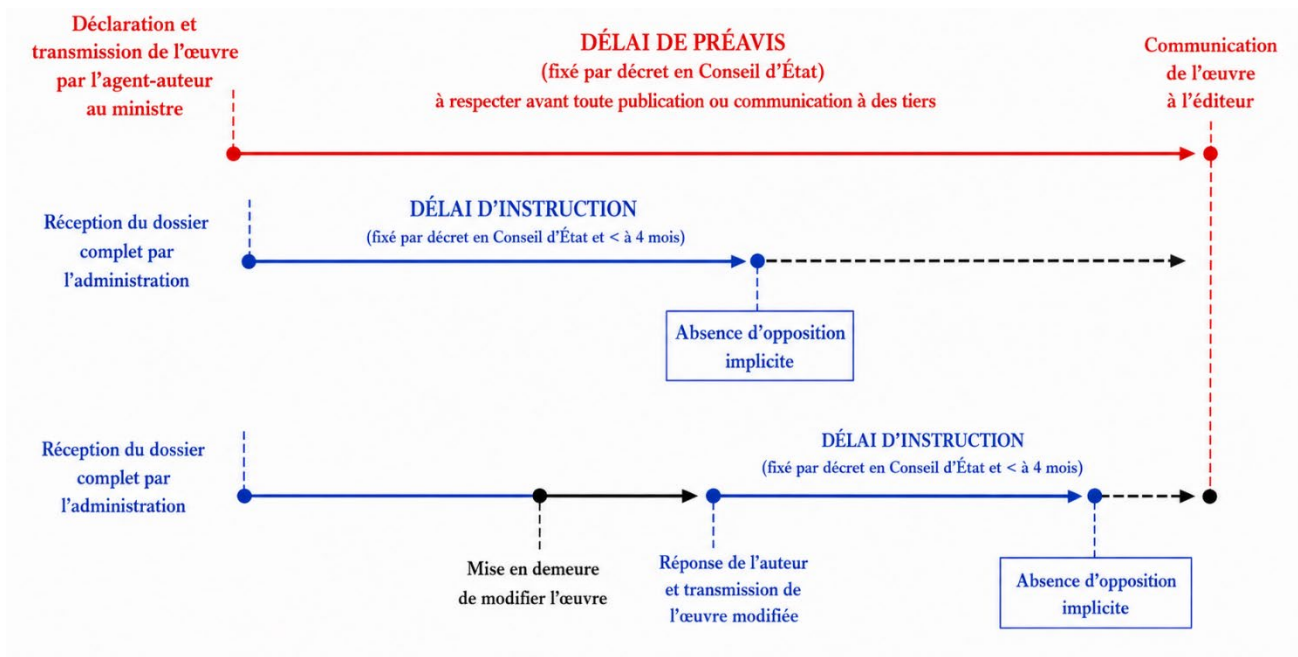 Déclaration et
transmission de l’œuvre
par l’agent-auteur
au ministre
DÉLAI DE PRÉAVIS
(fixé par décret en Conseil d’État)
à respecter avant toute publication ou communication à des tiers
Communication
de l’œuvre
à l’éditeur
Réception du dossier
complet par
l’administration
DÉLAI D’INSTRUCTION
(fixé par décret en Conseil d’État et < à 4 mois)
Absence d’opposition
implicite
Réception du dossier
complet par
l’administration
DÉLAI D’INSTRUCTION
(fixé par décret en Conseil d’État et < à 4 mois)
Mise en demeure
de modifier l’œuvre
Réponse de l’auteur
et transmission de
l’œuvre modifiée
Absence d’opposition
implicite